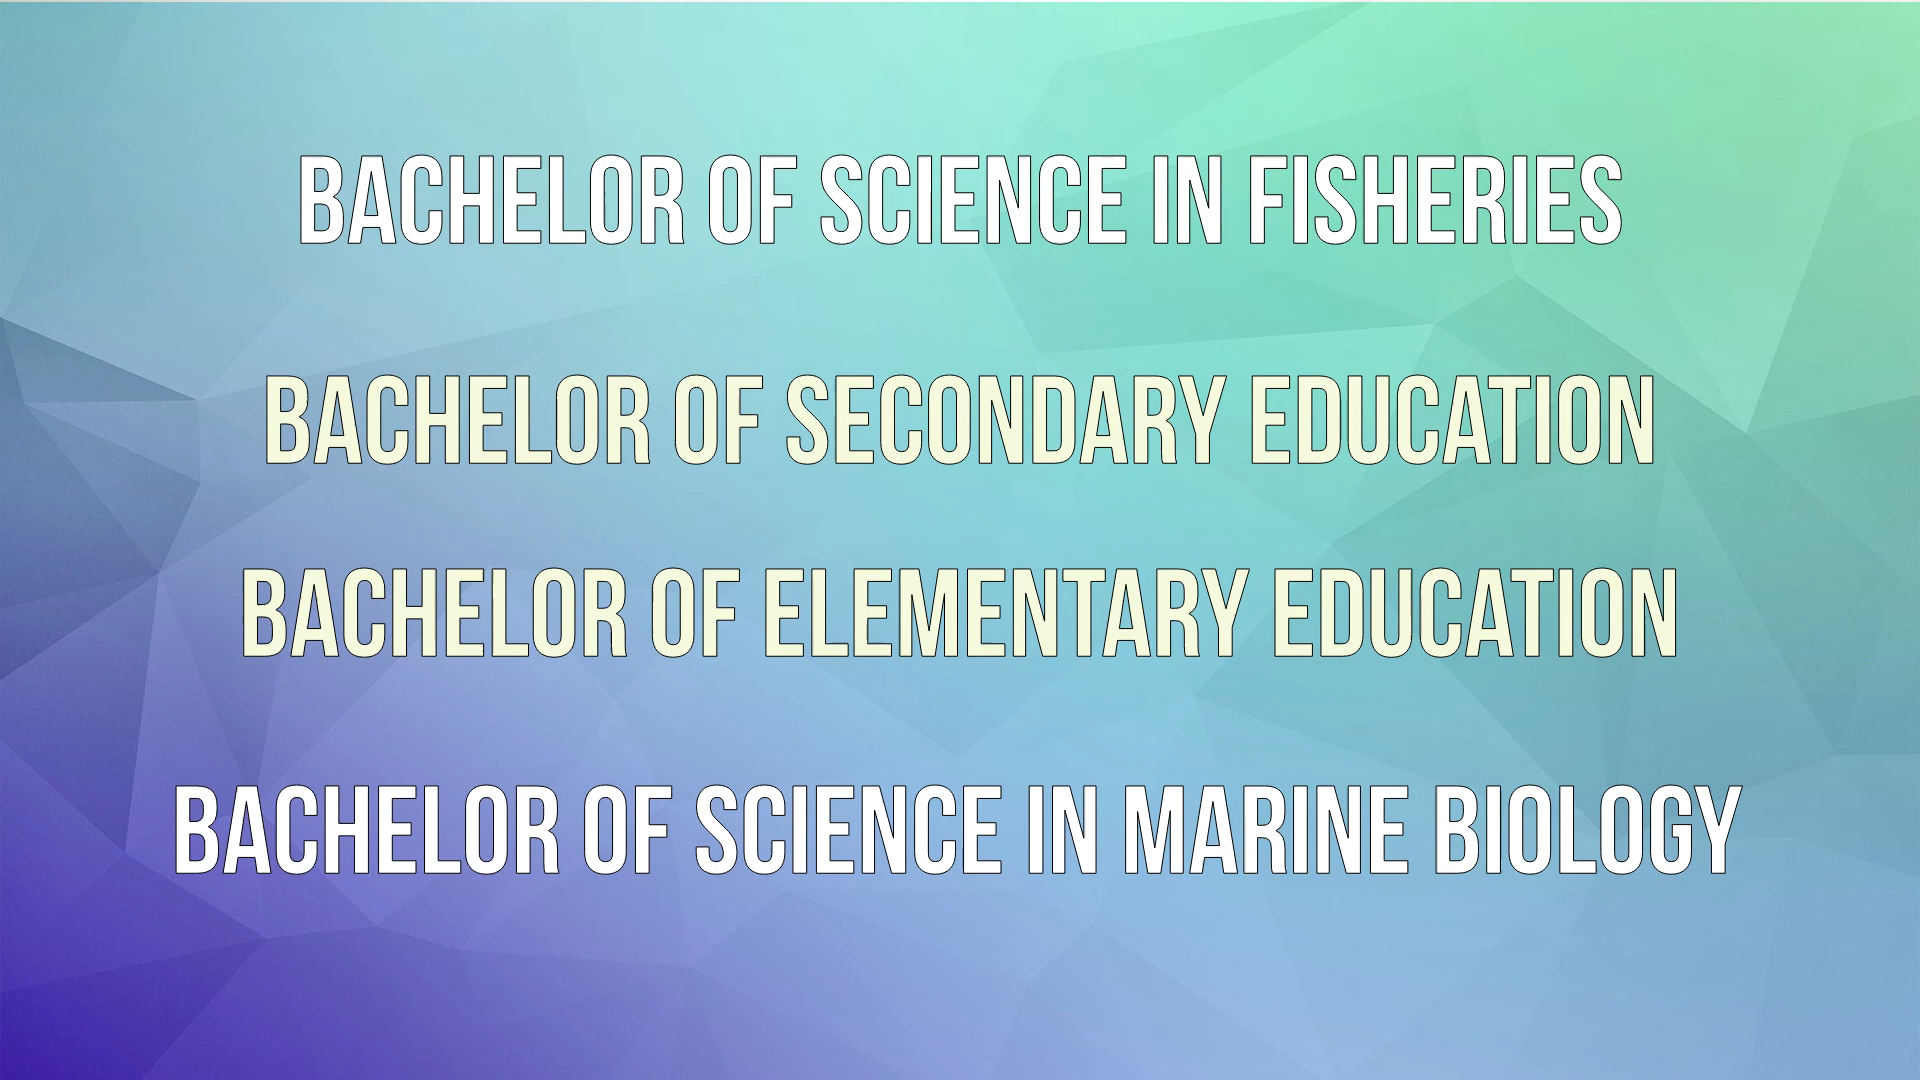 BACHELOR OF SCIENCE IN FISHERIES
BACHELOR OF SECONDARY EDUCATION
BACHELOR OF ELEMENTARY EDUCATION
BACHELOR OF SCIENCE IN MARINE BIOLOGY